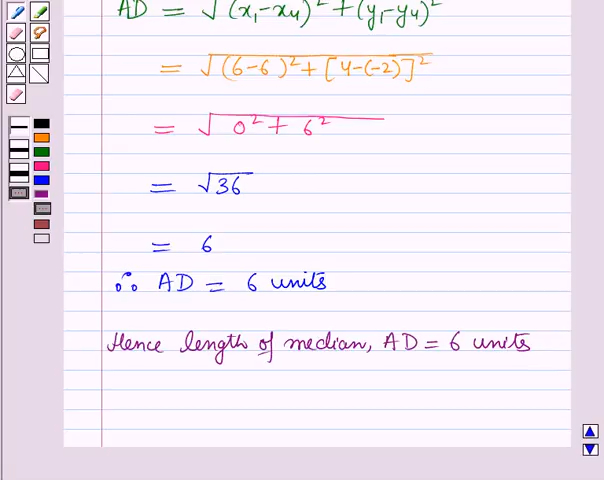 AD = √(x₁-x₄)² + (y₁-y₄)²
= √(6-6)² + [4-(-2)]²
= √0² + 6²
= √36
= 6
∴ AD = 6 units
Hence length of median, AD = 6 units